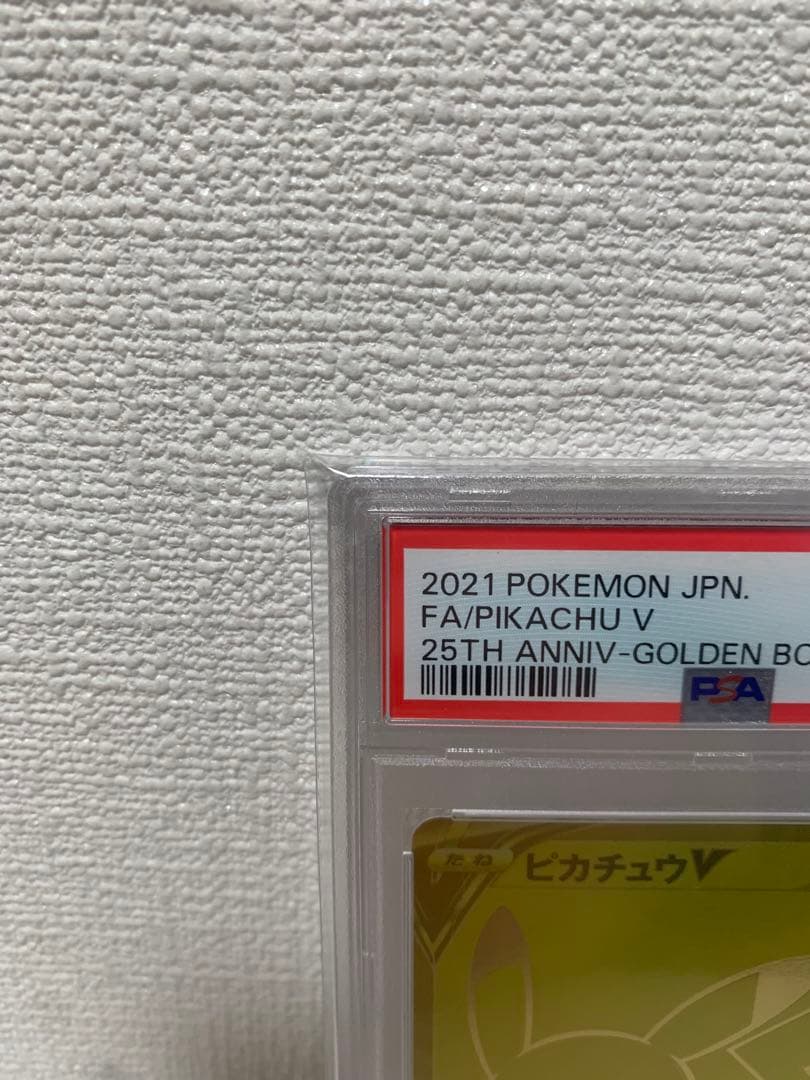 2021 POKEMON JPN.
FA/PIKACHU V
25TH ANNIV-GOLDEN BO
PSA
たね ピカチュウV